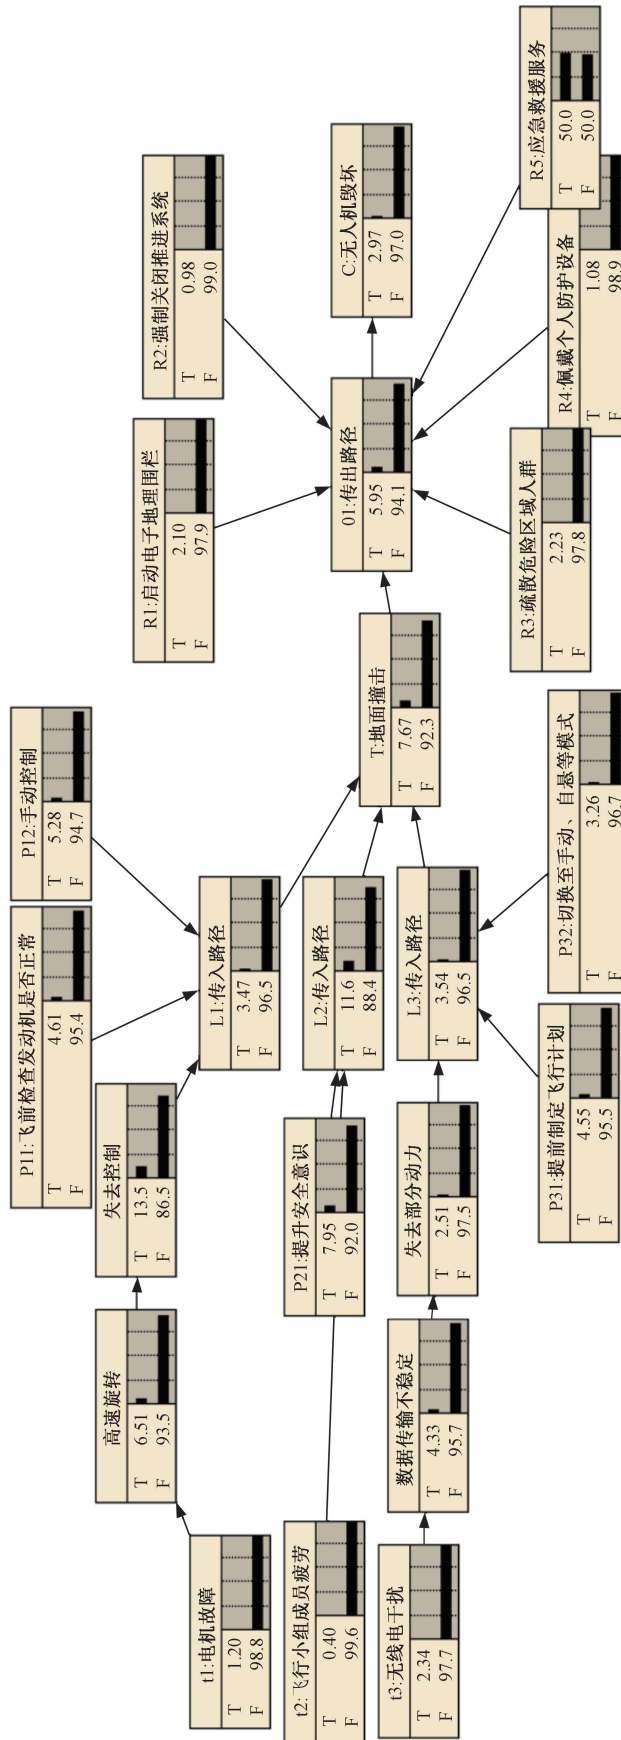 t1:电机故障
T 1.20
F 98.8
t2:飞行小组成员疲劳
T 0.40
F 99.6
t3:无线电干扰
T 2.34
F 97.7
高速旋转
T 6.51
F 93.5
数据传输不稳定
T 4.33
F 95.7
失去控制
T 13.5
F 86.5
P21:提升安全意识
T 7.95
F 92.0
失去部分动力
T 2.51
F 97.5
P11:飞前检查发动机是否正常
T 4.61
F 95.4
P12:手动控制
T 5.28
F 94.7
L1:传入路径
T 3.47
F 96.5
L2:传入路径
T 11.6
F 88.4
L3:传入路径
T 3.54
F 96.5
P31:提前制定飞行计划
T 4.55
F 95.5
P32:切换至手动、自悬等模式
T 3.26
F 96.7
T:地面撞击
T 7.67
F 92.3
R1:启动电子地理围栏
T 2.10
F 97.9
R2:强制关闭推进系统
T 0.98
F 99.0
01:传出路径
T 5.95
F 94.1
C:无人机毁坏
T 2.97
F 97.0
R3:疏散危险区域人群
T 2.23
F 97.8
R4:佩戴个人防护设备
T 1.08
F 98.9
R5:应急救援服务
T 50.0
F 50.0